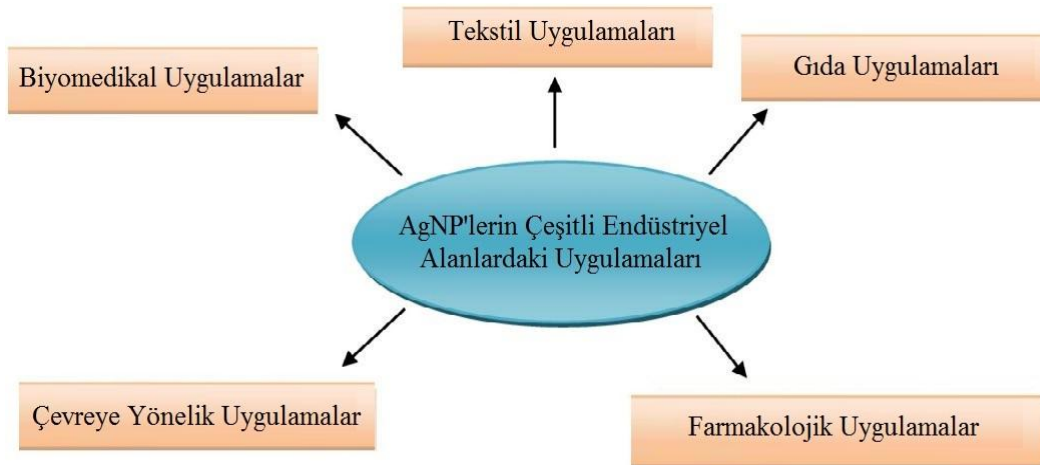 Tekstil Uygulamaları
Biyomedikal Uygulamalar
Gıda Uygulamaları
AgNP'lerin Çeşitli Endüstriyel
Alanlardaki Uygulamaları
Çevreye Yönelik Uygulamalar
Farmakolojik Uygulamalar